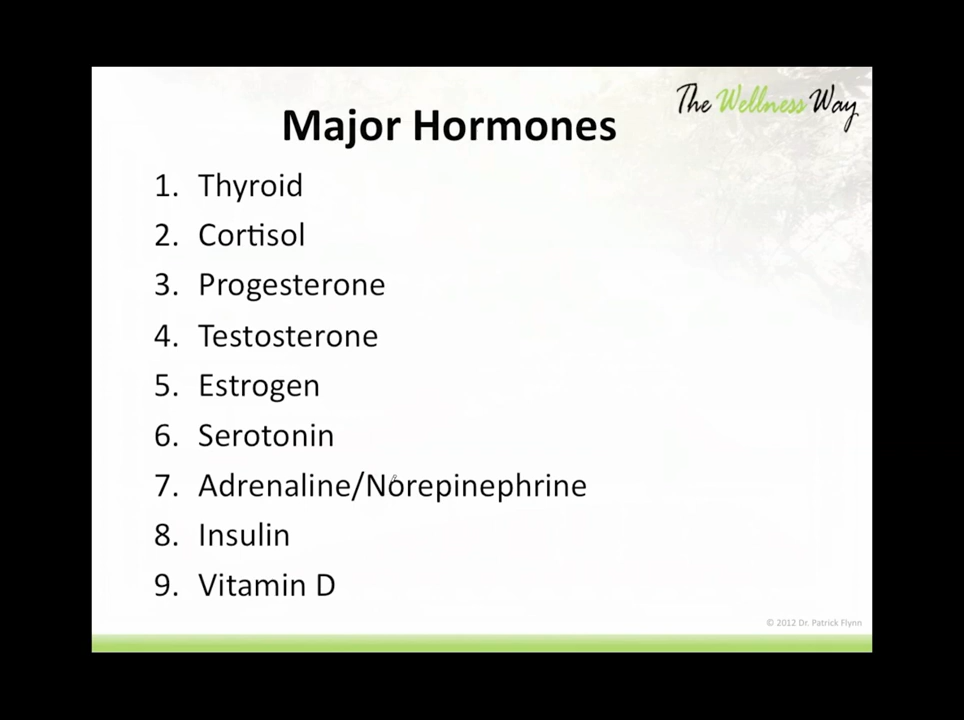 The Wellness Way
Major Hormones
1. Thyroid
2. Cortisol
3. Progesterone
4. Testosterone
5. Estrogen
6. Serotonin
7. Adrenaline/Norepinephrine
8. Insulin
9. Vitamin D
© 2012 Dr. Patrick Flynn